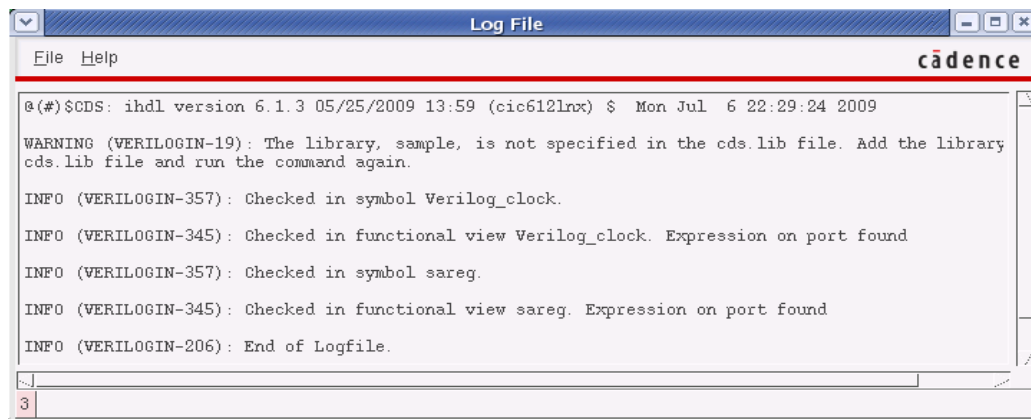 Log File
File Help
cādence
@(#)$CDS: ihdl version 6.1.3 05/25/2009 13:59 (cic612lnx) $ Mon Jul 6 22:29:24 2009
WARNING (VERILOGIN-19): The library, sample, is not specified in the cds.lib file. Add the library
cds.lib file and run the command again.
INFO (VERILOGIN-357): Checked in symbol Verilog_clock.
INFO (VERILOGIN-345): Checked in functional view Verilog_clock. Expression on port found
INFO (VERILOGIN-357): Checked in symbol sareg.
INFO (VERILOGIN-345): Checked in functional view sareg. Expression on port found
INFO (VERILOGIN-206): End of Logfile.
3